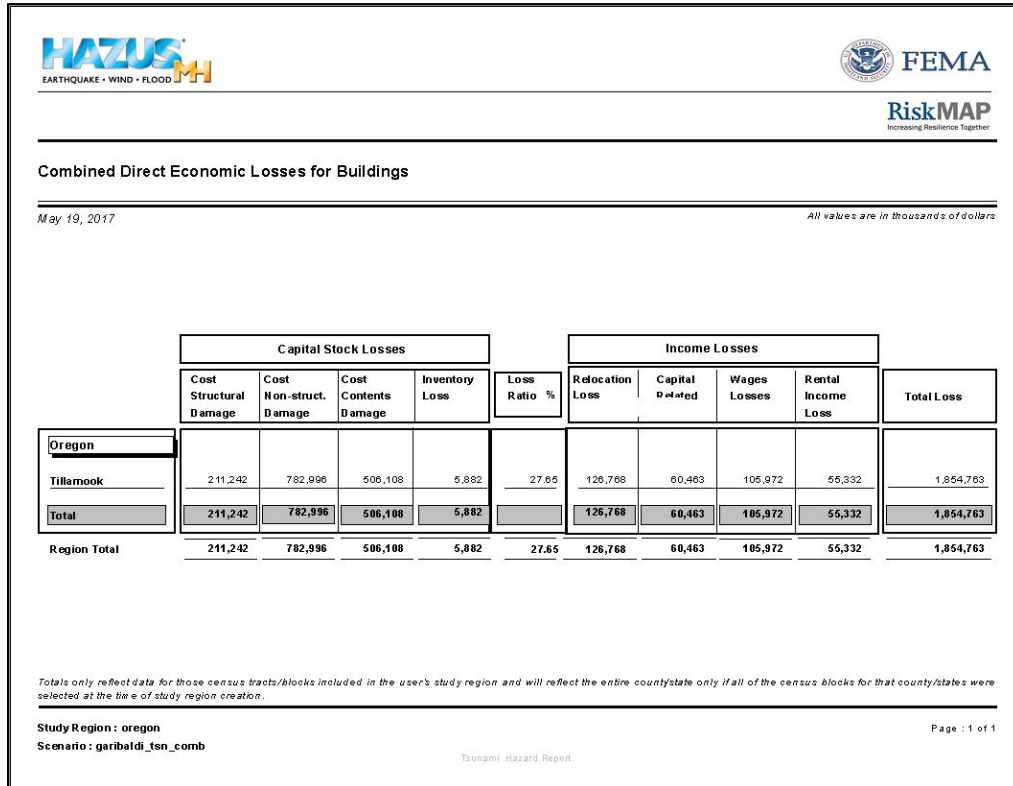 HAZUS MH
EARTHQUAKE • WIND • FLOOD
FEMA
RiskMAP
Increasing Resilience Together
Combined Direct Economic Losses for Buildings
May 19, 2017
All values are in thousands of dollars
Capital Stock Losses Income Losses
Cost Structural Damage Cost Non-struct. Damage Cost Contents Damage Inventory Loss Loss Ratio % Relocation Loss Capital Related Wages Losses Rental Income Loss Total Loss
Oregon
Tillamook 211,242 782,996 506,108 5,882 27.65 126,768 60,463 105,972 55,332 1,854,763
Total 211,242 782,996 506,108 5,882 126,768 60,463 105,972 55,332 1,854,763
Region Total 211,242 782,996 506,108 5,882 27.65 126,768 60,463 105,972 55,332 1,854,763
Totals only reflect data for those census tracts/blocks included in the user's study region and will reflect the entire county/state only if all of the census blocks for that county/states were
selected at the time of study region creation.
Study Region : oregon Page : 1 of 1
Scenario : garibaldi_tsn_comb
Tsunami Hazard Report